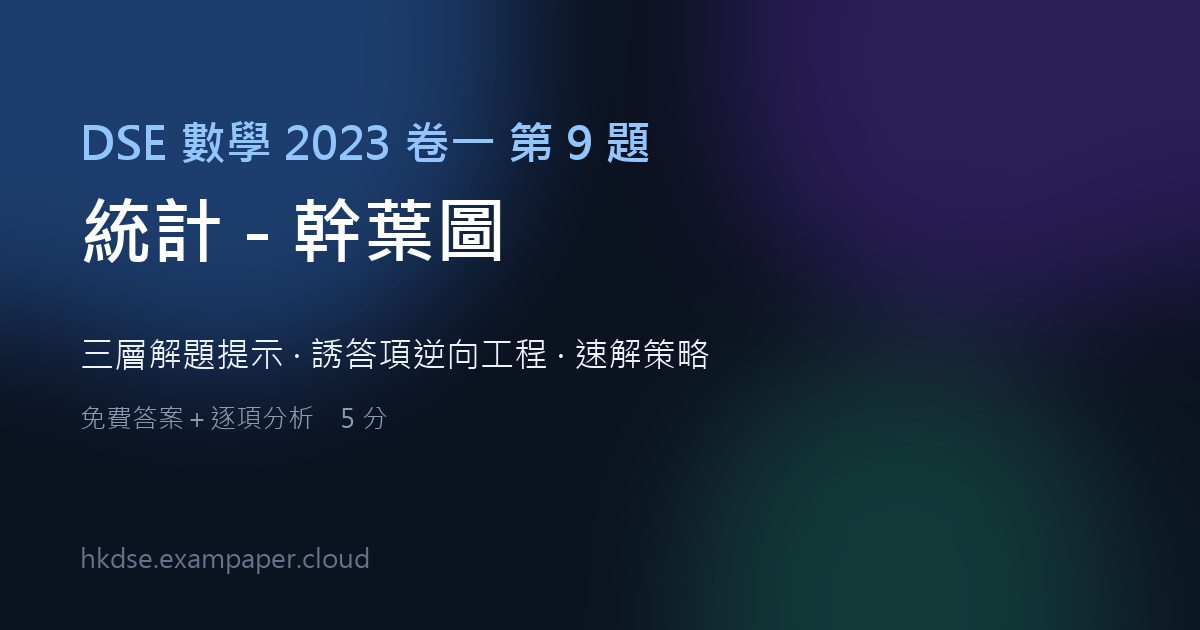 DSE 數學 2023 卷一 第 9 題
統計 - 幹葉圖
三層解題提示 · 誘答項逆向工程 · 速解策略
免費答案 + 逐項分析 5 分
hkdse.exampaper.cloud